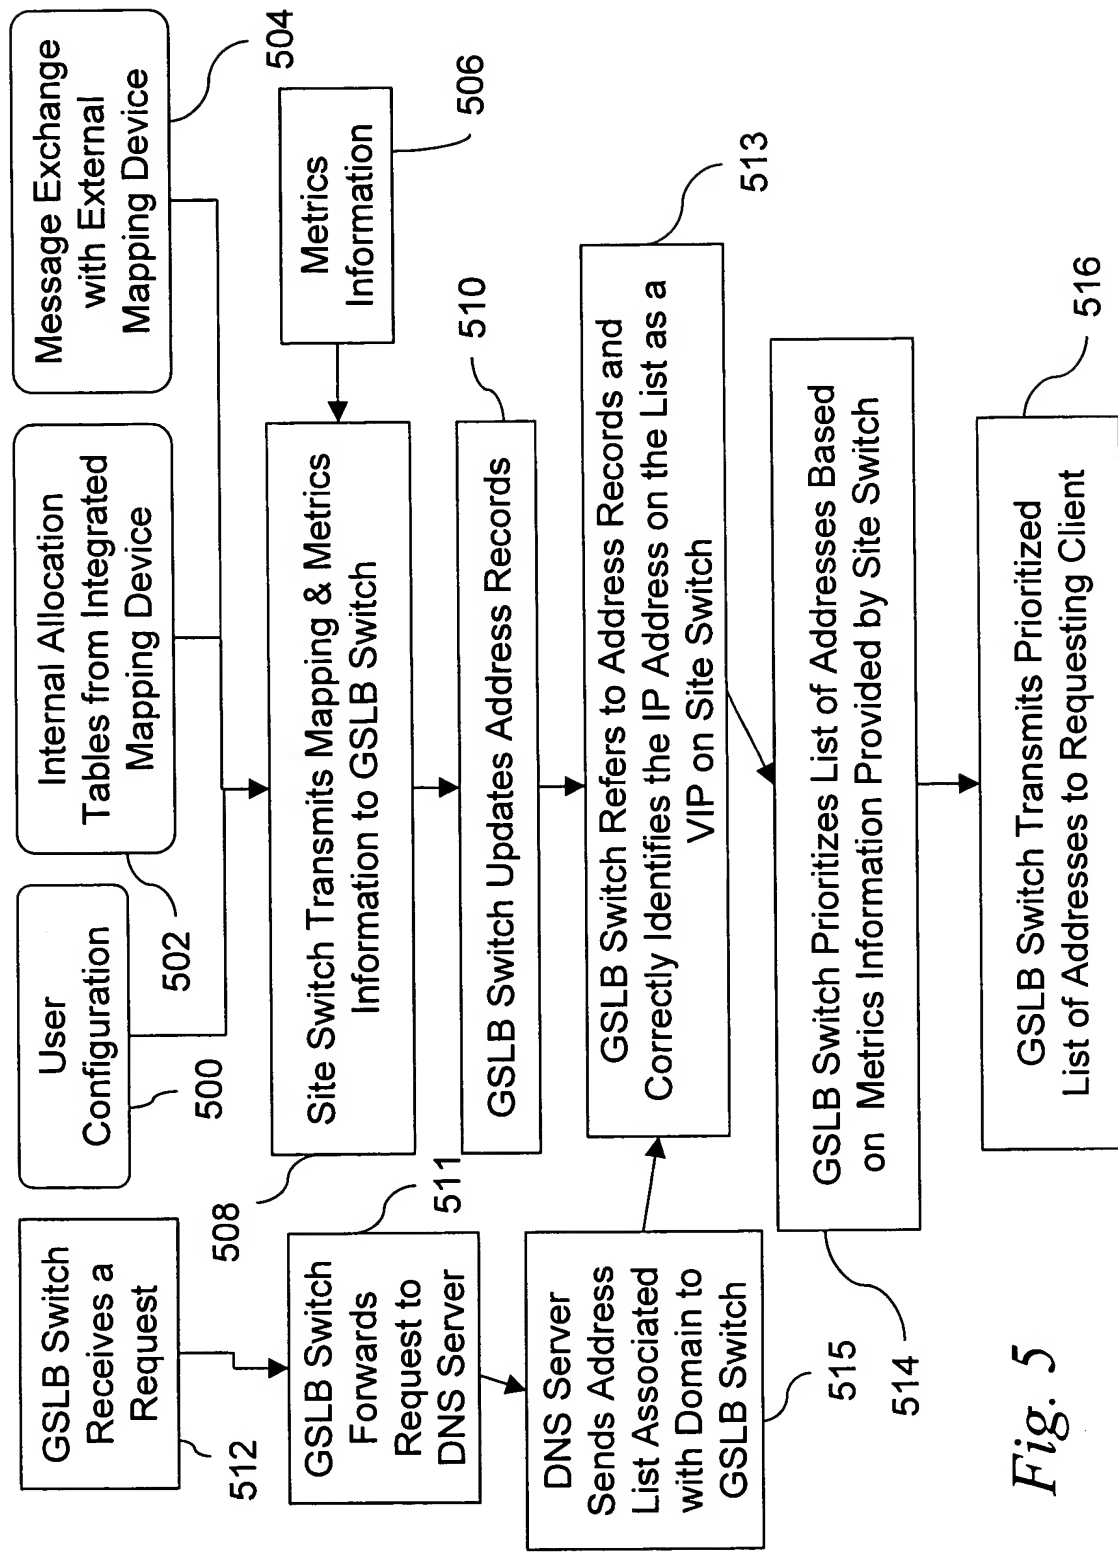 GSLB Switch
Receives a
Request
512
User
Configuration
500
Internal Allocation
Tables from Integrated
Mapping Device
502
Message Exchange
with External
Mapping Device
504
Metrics
Information
506
Site Switch Transmits Mapping & Metrics
Information to GSLB Switch
508
GSLB Switch Updates Address Records
510
GSLB Switch
Forwards
Request to
DNS Server
511
DNS Server
Sends Address
List Associated
with Domain to
GSLB Switch
515
GSLB Switch Refers to Address Records and
Correctly Identifies the IP Address on the List as a
VIP on Site Switch
513
GSLB Switch Prioritizes List of Addresses Based
on Metrics Information Provided by Site Switch
514
GSLB Switch Transmits Prioritized
List of Addresses to Requesting Client
516
Fig. 5